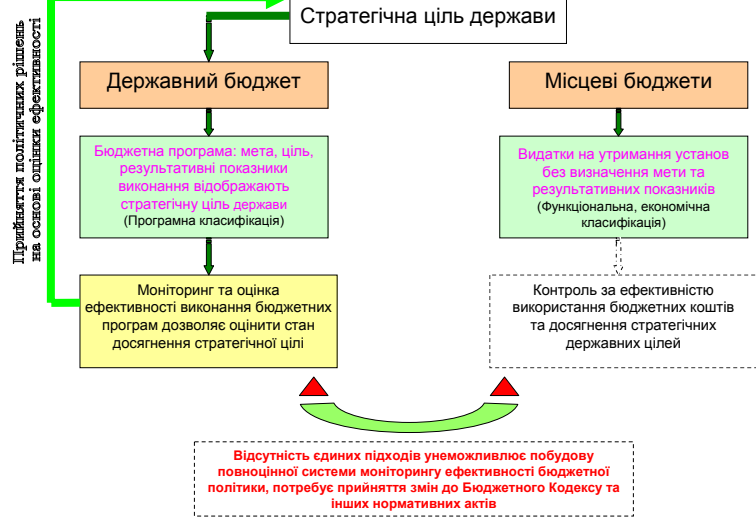 Прийняття політичних рішень
на основі оцінки ефективності
Стратегічна ціль держави
Державний бюджет
Місцеві бюджети
Бюджетна програма: мета, ціль,
результативні показники
виконання відображають
стратегічну ціль держави
(Програмна класифікація)
Видатки на утримання установ
без визначення мети та
результативних показників
(Функціональна, економічна
класифікація)
Моніторинг та оцінка
ефективності виконання бюджетних
програм дозволяє оцінити стан
досягнення стратегічної цілі
Контроль за ефективністю
використання бюджетних коштів
та досягнення стратегічних
державних цілей
Відсутність єдиних підходів унеможливлює побудову
повноцінної системи моніторингу ефективності бюджетної
політики, потребує прийняття змін до Бюджетного Кодексу та
інших нормативних актів